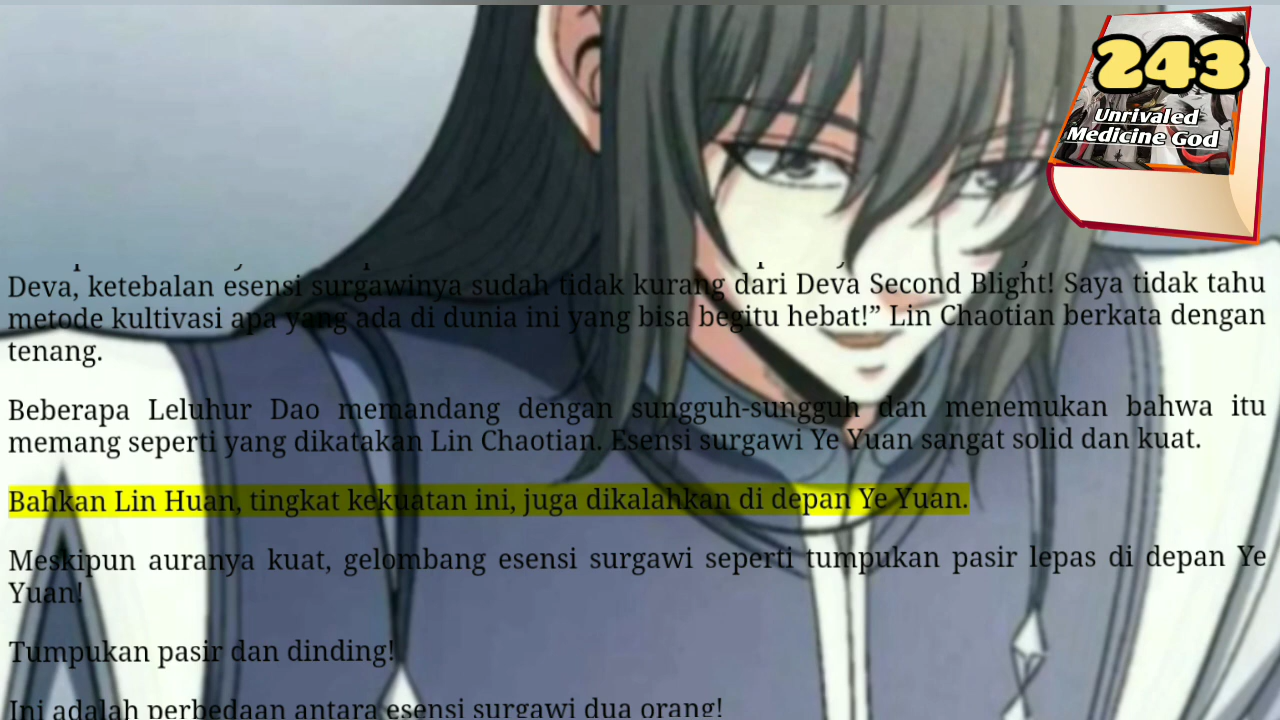 243
Unrivaled
Medicine God
Deva, ketebalan esensi surgawinya sudah tidak kurang dari Deva Second Blight! Saya tidak tahu
metode kultivasi apa yang ada di dunia ini yang bisa begitu hebat!” Lin Chaotian berkata dengan
tenang.
Beberapa Leluhur Dao memandang dengan sungguh-sungguh dan menemukan bahwa itu
memang seperti yang dikatakan Lin Chaotian. Esensi surgawi Ye Yuan sangat solid dan kuat.
Bahkan Lin Huan, tingkat kekuatan ini, juga dikalahkan di depan Ye Yuan.
Meskipun auranya kuat, gelombang esensi surgawi seperti tumpukan pasir lepas di depan Ye
Yuan!
Tumpukan pasir dan dinding!
Ini adalah perbedaan antara esensi surgawi dua orang!